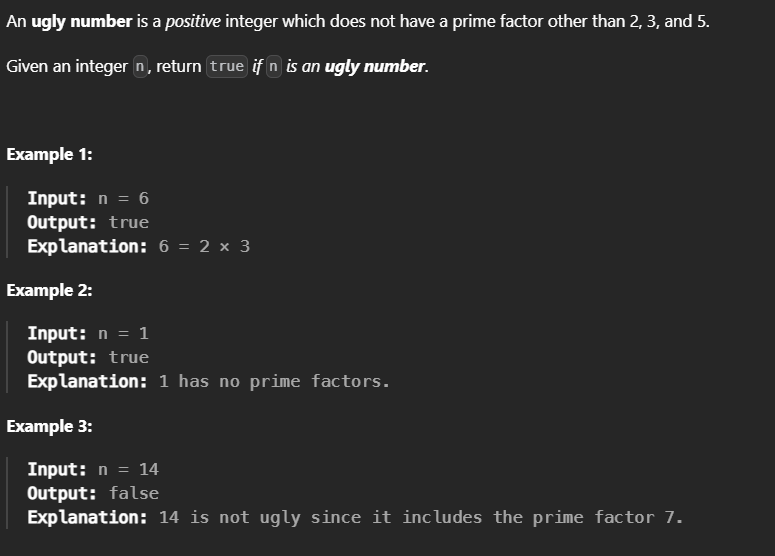 An ugly number is a positive integer which does not have a prime factor other than 2, 3, and 5.
Given an integer n, return true if n is an ugly number.
Example 1:
Input: n = 6
Output: true
Explanation: 6 = 2 × 3
Example 2:
Input: n = 1
Output: true
Explanation: 1 has no prime factors.
Example 3:
Input: n = 14
Output: false
Explanation: 14 is not ugly since it includes the prime factor 7.